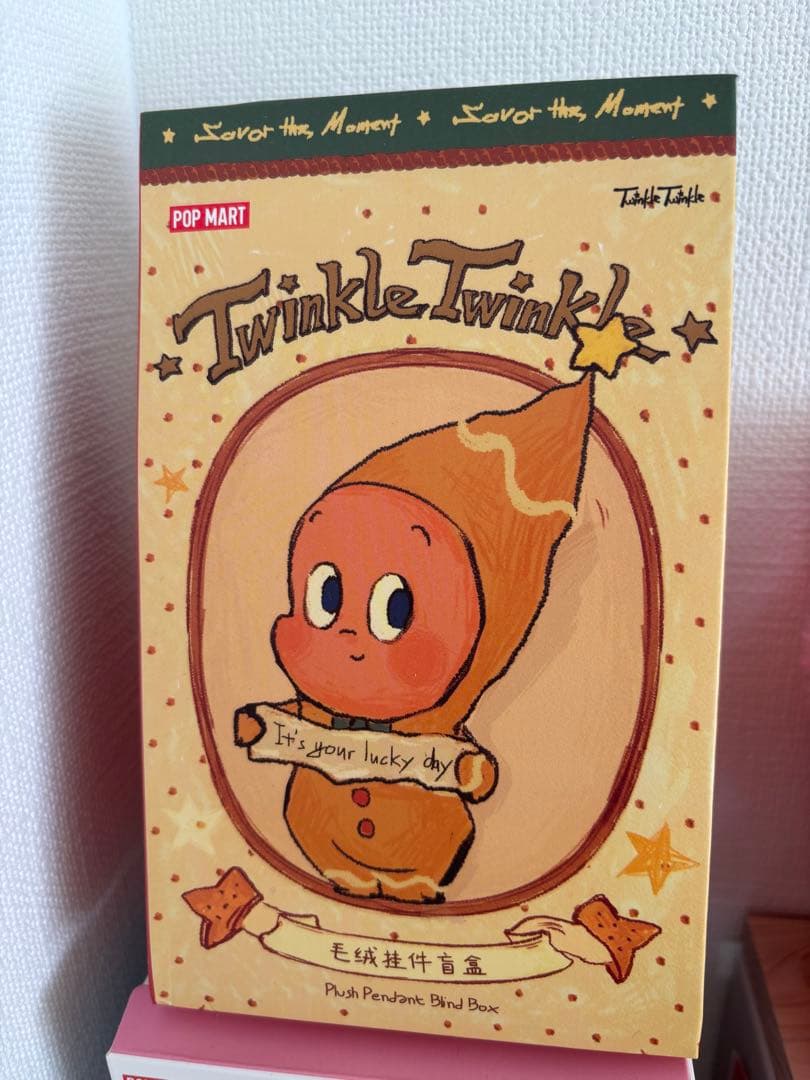 Savor the Moment Savor the Moment
POP MART
Twinkle Twinkle
Twinkle Twinkle
It's your lucky day
毛绒挂件盲盒
Plush Pendant Blind Box